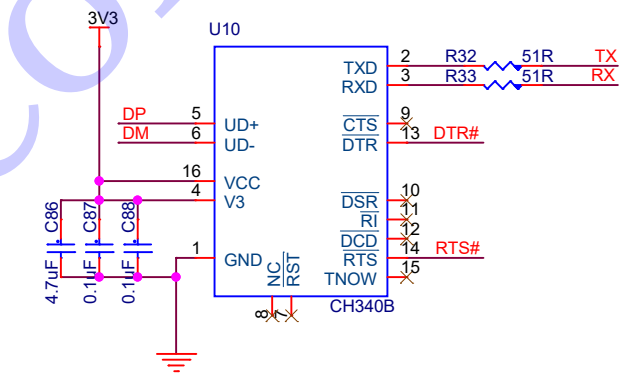 3V3
U10
TXD 2 R32 51R TX
RXD 3 R33 51R RX
DP 5 UD+
DM 6 UD-
CTS 9
DTR 13 DTR#
16 VCC
4 V3
DSR 10
RI 11
DCD 12
RTS 14 RTS#
TNOW 15
1 GND
NC 8
RST 7
CH340B
C86 4.7uF
C87 0.1uF
C88 0.1uF